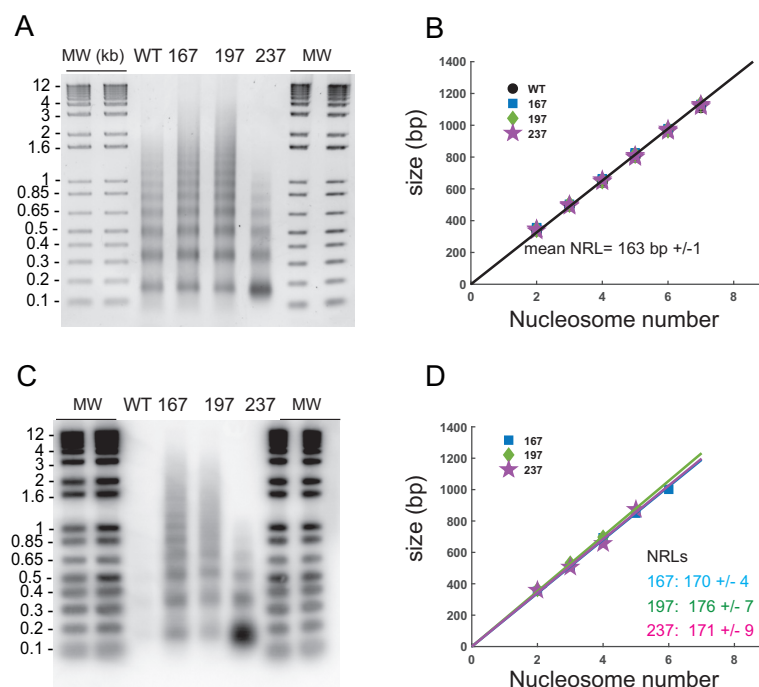 A
MW (kb) WT 167 197 237 MW
12
4
3
2
1.6
1
0.85
0.65
0.5
0.4
0.3
0.2
0.1
B
1400
1200
1000
800
600
400
200
0
size (bp)
WT
167
197
237
mean NRL= 163 bp +/-1
0 2 4 6 8
Nucleosome number
C
MW WT 167 197 237 MW
12
4
3
2
1.6
1
0.85
0.65
0.5
0.4
0.3
0.2
0.1
D
1400
1200
1000
800
600
400
200
0
size (bp)
167
197
237
NRLs
167: 170 +/- 4
197: 176 +/- 7
237: 171 +/- 9
0 2 4 6 8
Nucleosome number